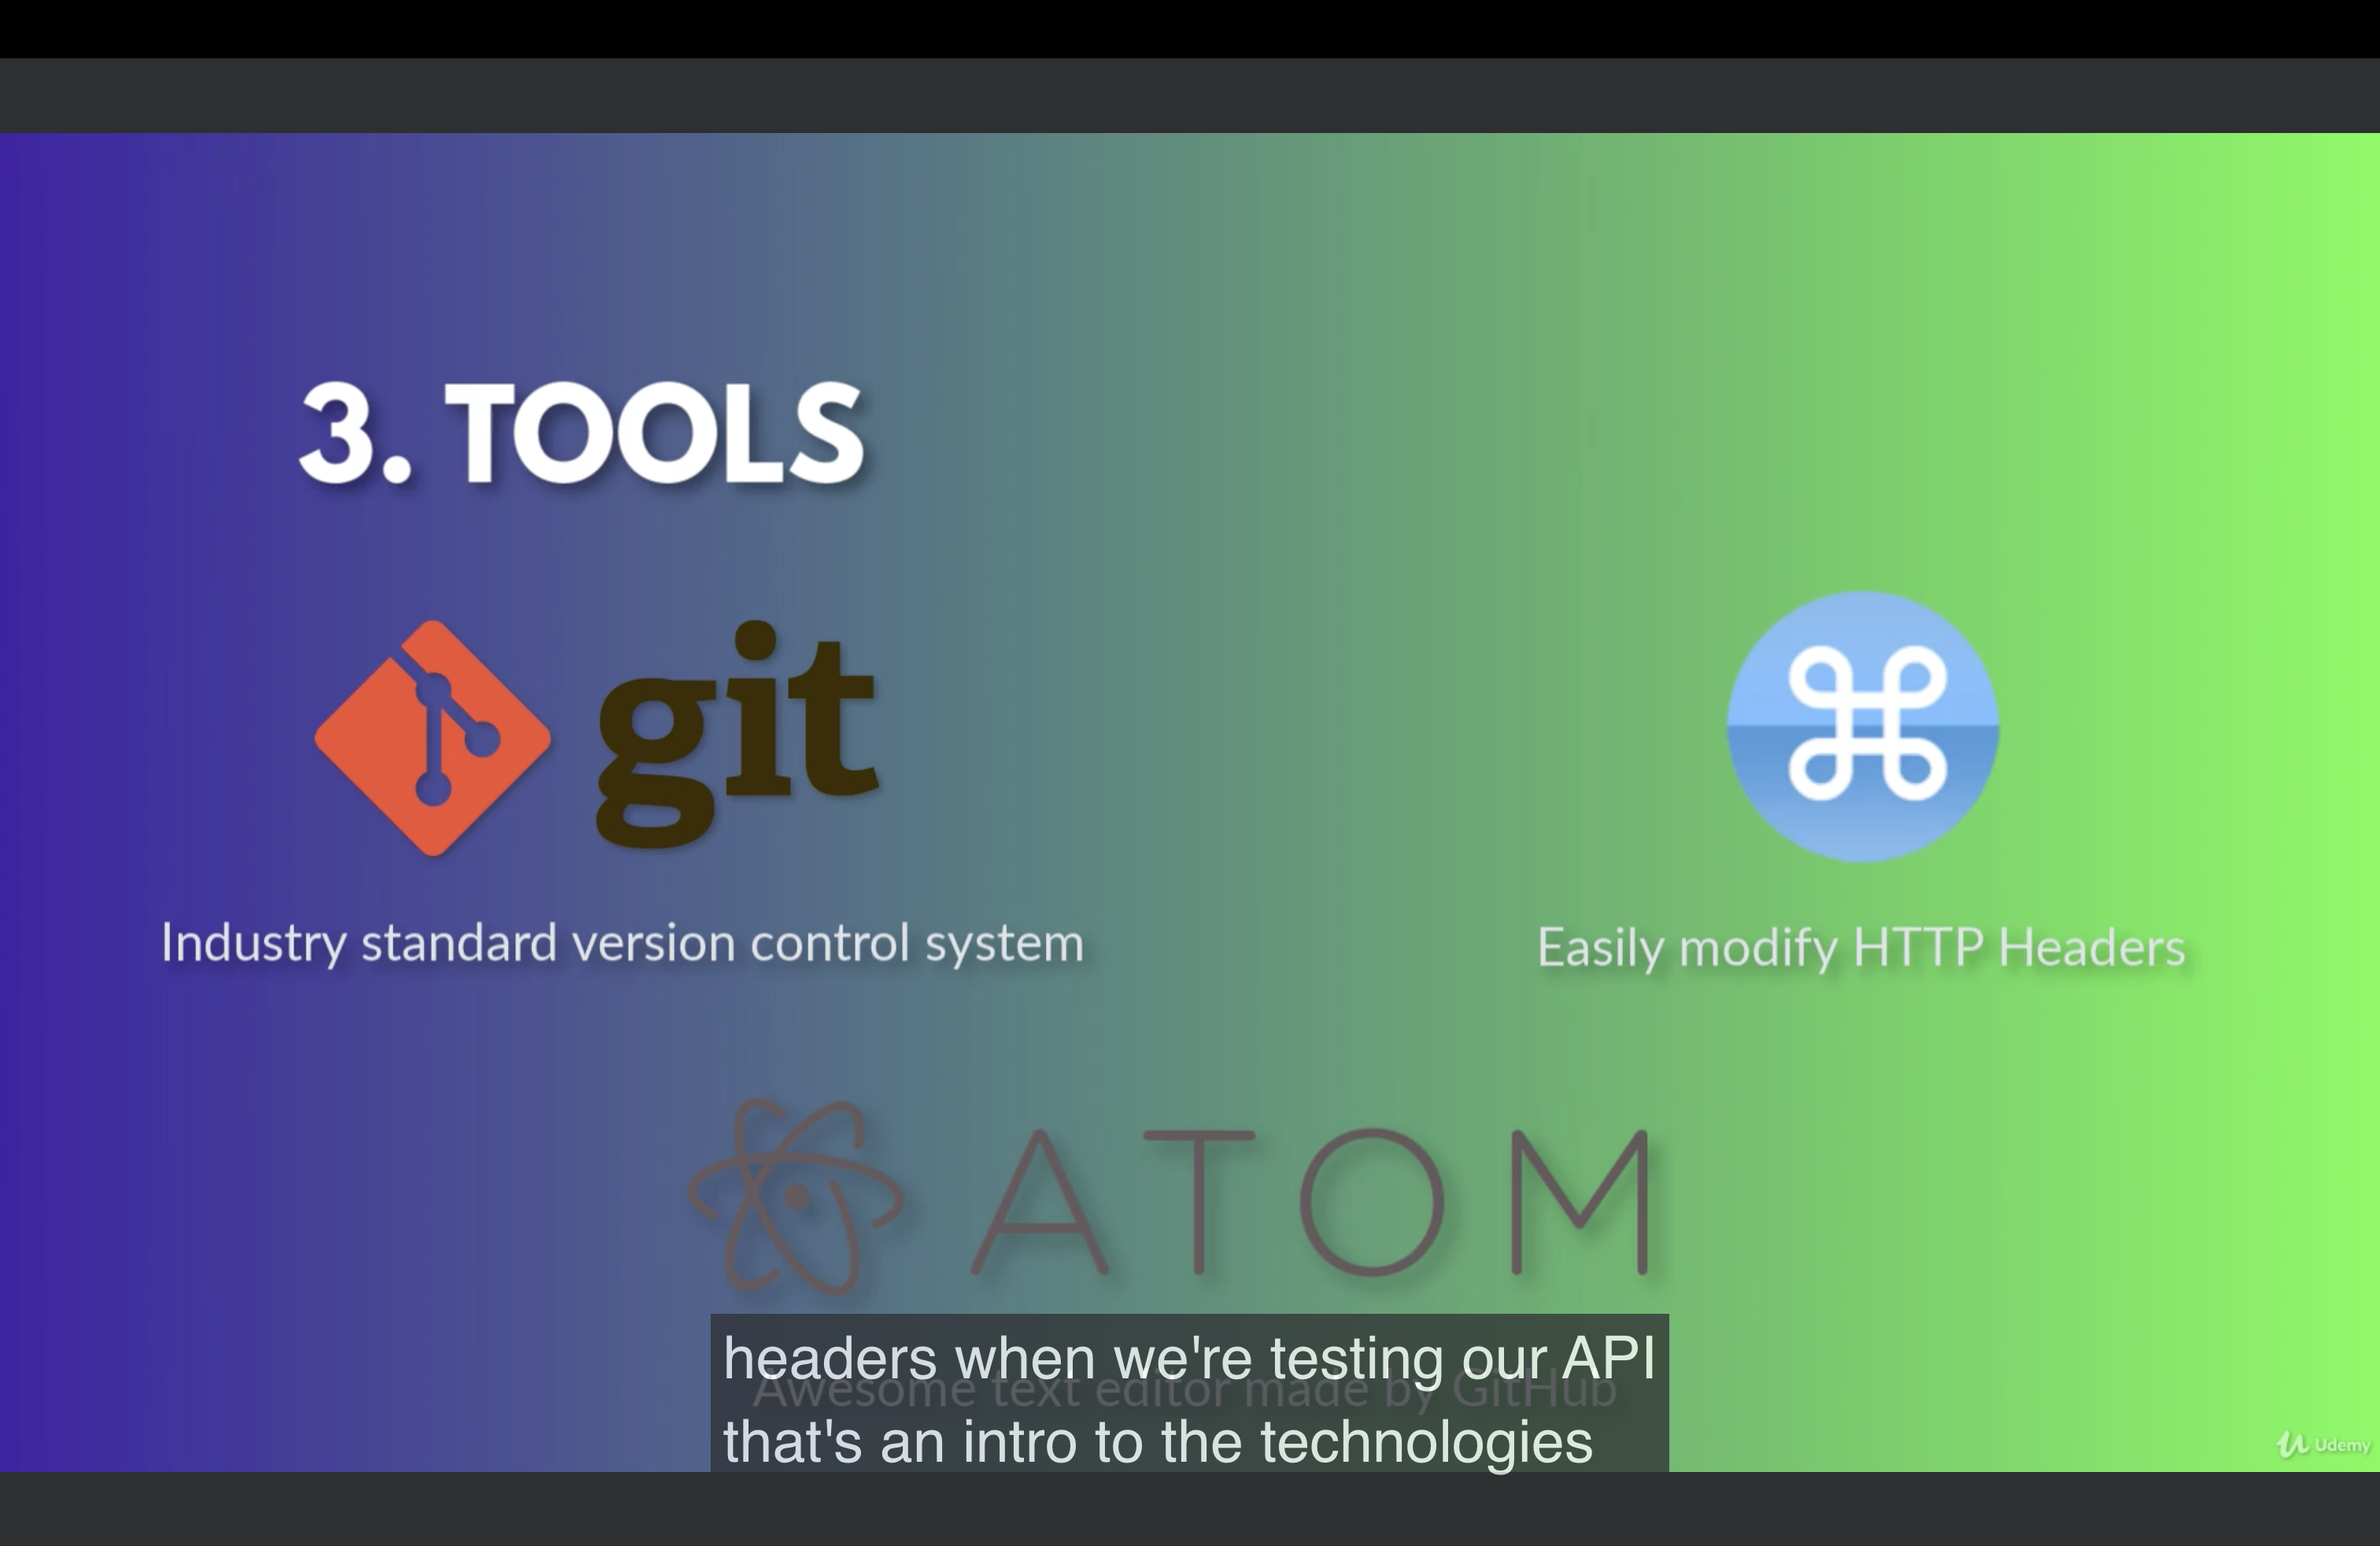 3. TOOLS
git
Industry standard version control system
Easily modify HTTP Headers
ATOM
Awesome text editor made by GitHub
headers when we're testing our API
that's an intro to the technologies
Udemy